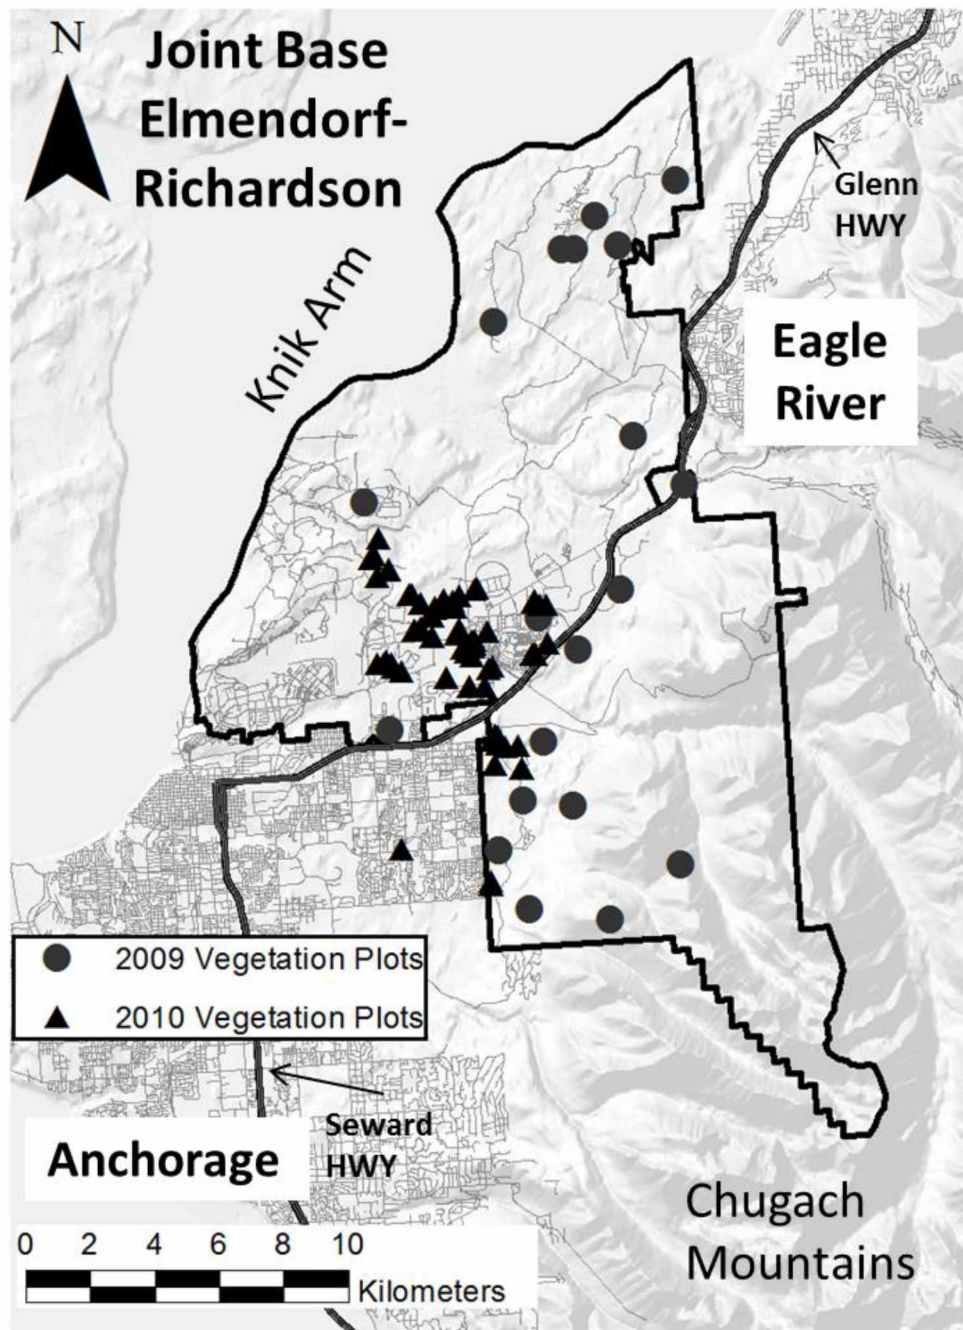 N
Joint Base
Elmendorf-
Richardson
Glenn
HWY
Knik Arm
Eagle
River
2009 Vegetation Plots
2010 Vegetation Plots
Seward
HWY
Anchorage
Chugach
Mountains
0 2 4 6 8 10
Kilometers